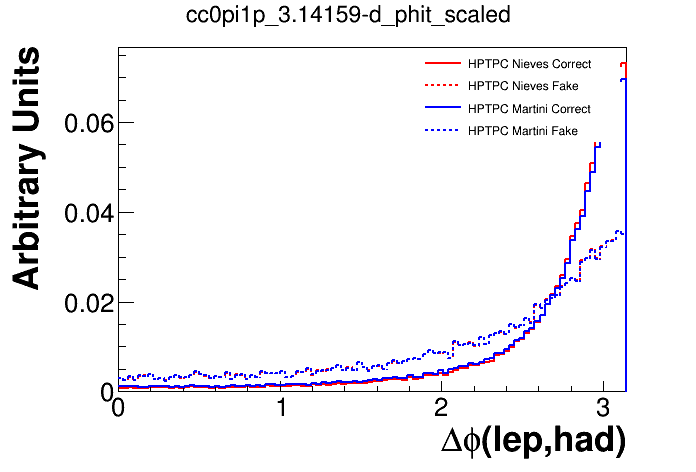 cc0pi1p_3.14159-d_phit_scaled
HPTPC Nieves Correct
HPTPC Nieves Fake
HPTPC Martini Correct
HPTPC Martini Fake
Arbitrary Units
0.06
0.04
0.02
0
0 1 2 3
Δϕ(lep,had)